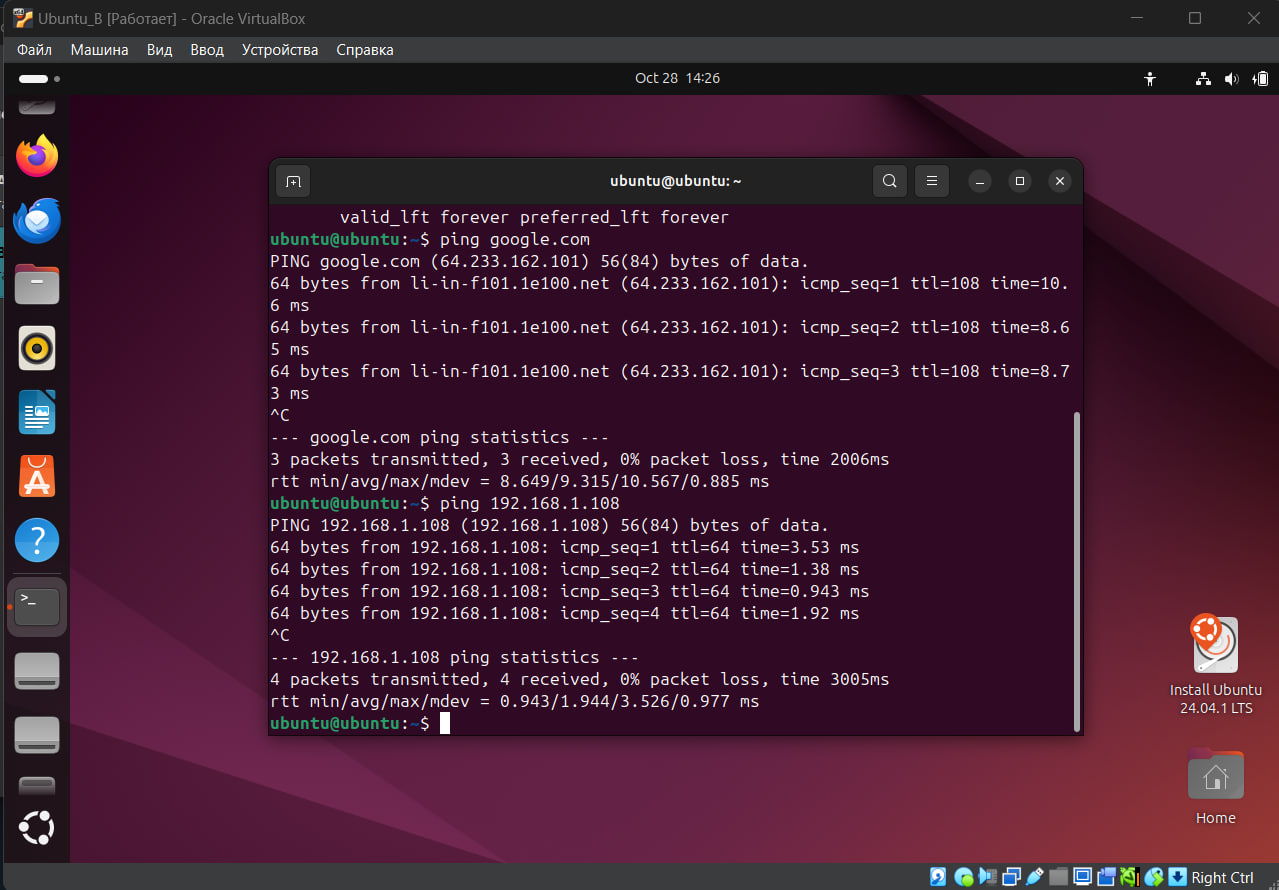 Ubuntu_B [Работает] - Oracle VirtualBox
Файл Машина Вид Ввод Устройства Справка
Oct 28 14:26
ubuntu@ubuntu: ~
valid_lft forever preferred_lft forever
ubuntu@ubuntu:~$ ping google.com
PING google.com (64.233.162.101) 56(84) bytes of data.
64 bytes from li-in-f101.1e100.net (64.233.162.101): icmp_seq=1 ttl=108 time=10.
6 ms
64 bytes from li-in-f101.1e100.net (64.233.162.101): icmp_seq=2 ttl=108 time=8.6
5 ms
64 bytes from li-in-f101.1e100.net (64.233.162.101): icmp_seq=3 ttl=108 time=8.7
3 ms
^C
--- google.com ping statistics ---
3 packets transmitted, 3 received, 0% packet loss, time 2006ms
rtt min/avg/max/mdev = 8.649/9.315/10.567/0.885 ms
ubuntu@ubuntu:~$ ping 192.168.1.108
PING 192.168.1.108 (192.168.1.108) 56(84) bytes of data.
64 bytes from 192.168.1.108: icmp_seq=1 ttl=64 time=3.53 ms
64 bytes from 192.168.1.108: icmp_seq=2 ttl=64 time=1.38 ms
64 bytes from 192.168.1.108: icmp_seq=3 ttl=64 time=0.943 ms
64 bytes from 192.168.1.108: icmp_seq=4 ttl=64 time=1.92 ms
^C
--- 192.168.1.108 ping statistics ---
4 packets transmitted, 4 received, 0% packet loss, time 3005ms
rtt min/avg/max/mdev = 0.943/1.944/3.526/0.977 ms
ubuntu@ubuntu:~$
Install Ubuntu
24.04.1 LTS
Home
Right Ctrl